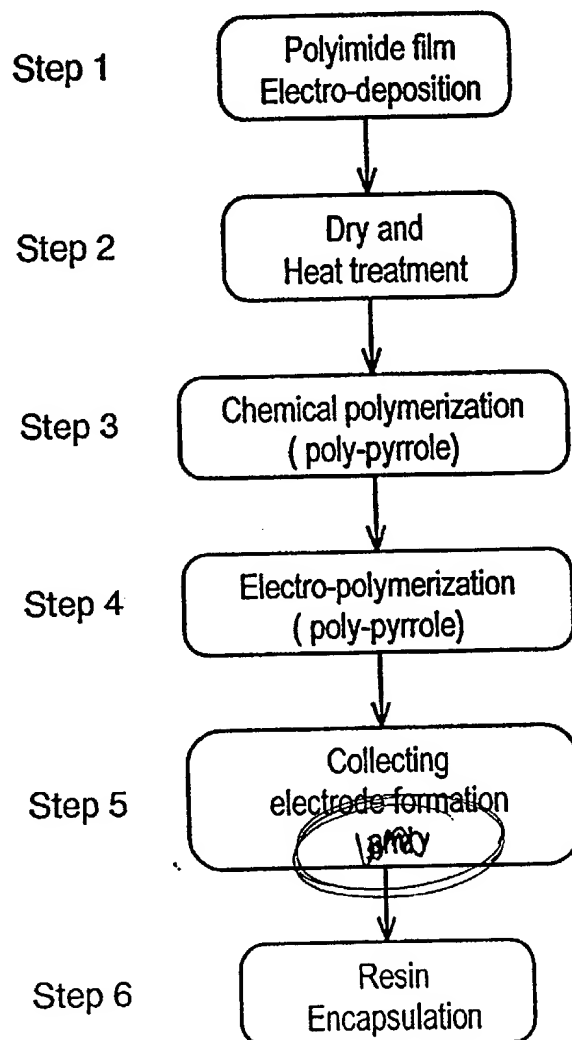 Step 1
Polyimide film
Electro-deposition
Step 2
Dry and
Heat treatment
Step 3
Chemical polymerization
( poly-pyrrole)
Step 4
Electro-polymerization
( poly-pyrrole)
Step 5
Collecting
electrode formation
Step 6
Resin
Encapsulation